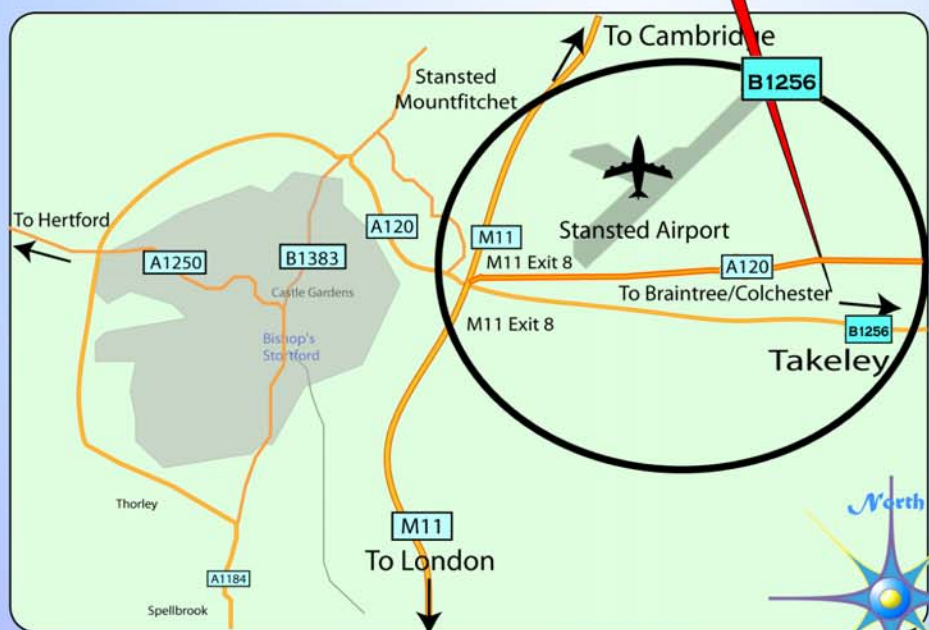 To Cambridge
B1256
Stansted
Mountfitchet
To Hertford
A120
M11
Stansted Airport
A1250
B1383
M11 Exit 8
A120
Castle Gardens
To Braintree/Colchester
M11 Exit 8
B1256
Bishop's
Stortford
Takeley
Thorley
North
M11
To London
A1184
Spellbrook